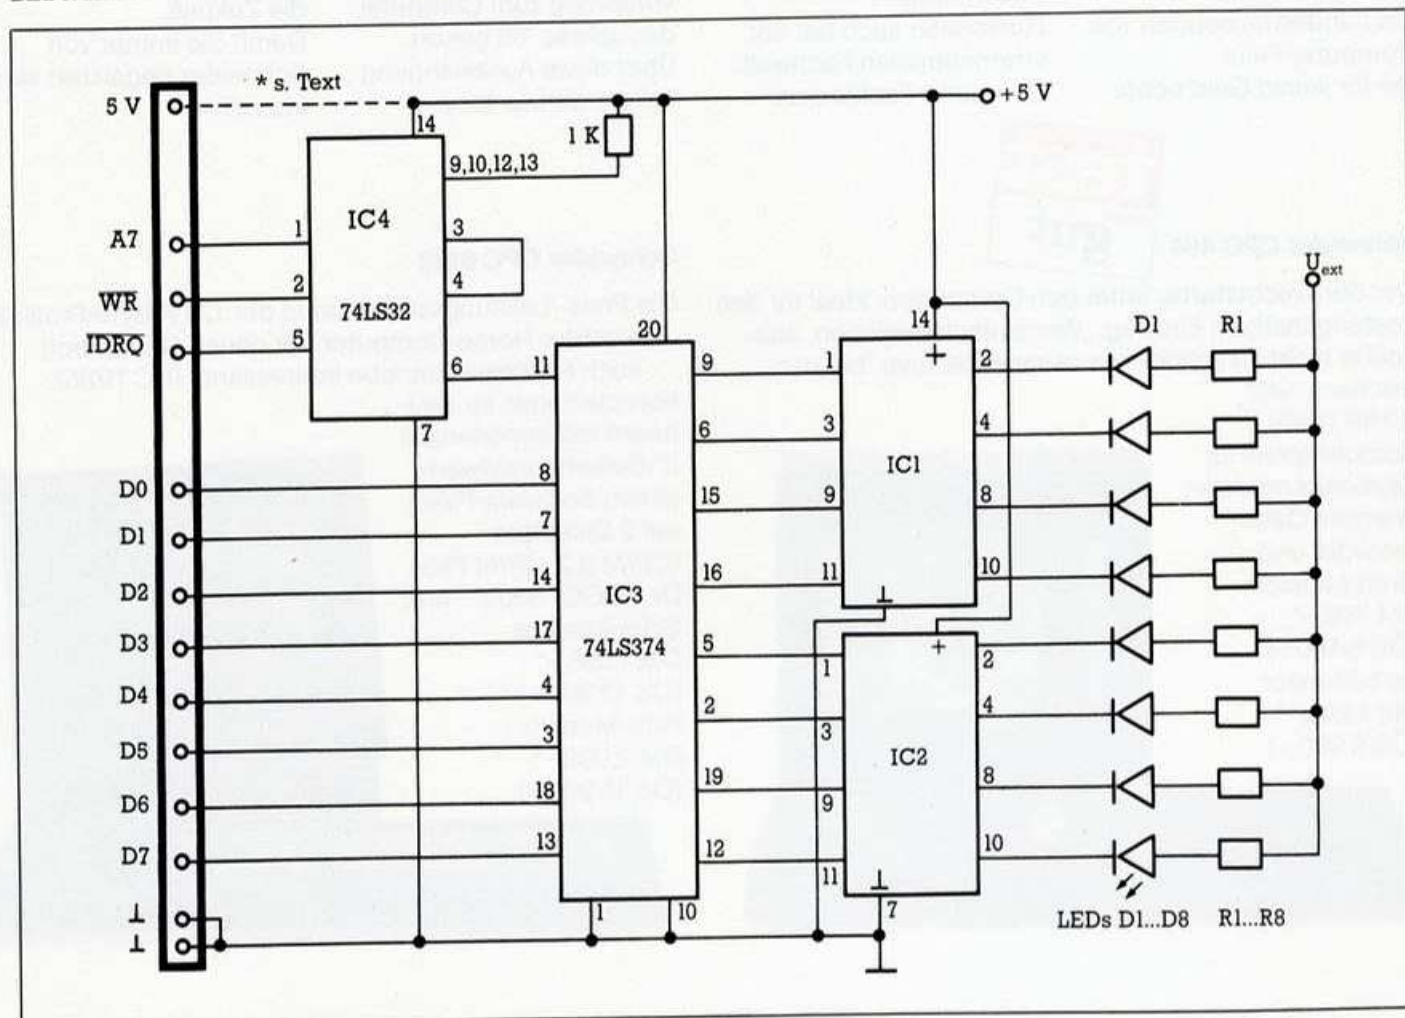 * s. Text
5 V
+5 V
14
1 K
9,10,12,13
IC4
A7
1
3
WR
2
4
74LS32
IDRQ
5
6
7
U ext
20
14
+
D1
R1
11
9
1
2
6
3
4
IC1
D0
8
15
9
8
D1
7
D2
14
16
11
10
IC3
⊥
D3
17
74LS374
5
1
+
2
D4
4
2
3
4
D5
3
IC2
D6
18
19
9
8
D7
13
12
11
10
⊥
⊥
1
10
⊥
7
LEDs D1...D8
R1...R8